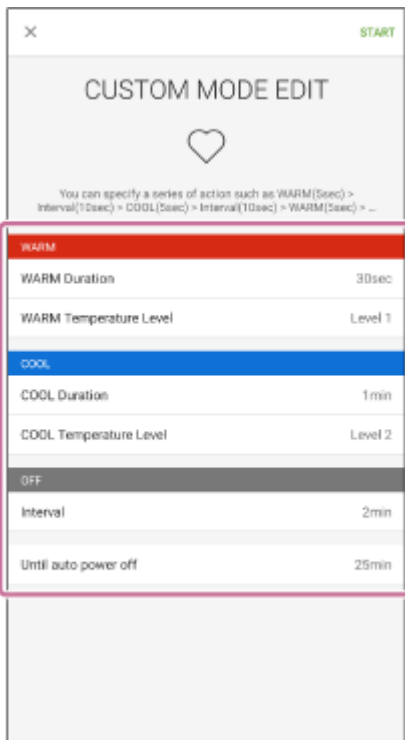 START
CUSTOM MODE EDIT
You can specify a series of action such as WARM(5sec) >
Interval(10sec) > COOL(5sec) > Interval(10sec) > WARM(5sec) > ...
WARM
WARM Duration 30sec
WARM Temperature Level Level 1
COOL
COOL Duration 1min
COOL Temperature Level Level 2
OFF
Interval 2min
Until auto power off 25min